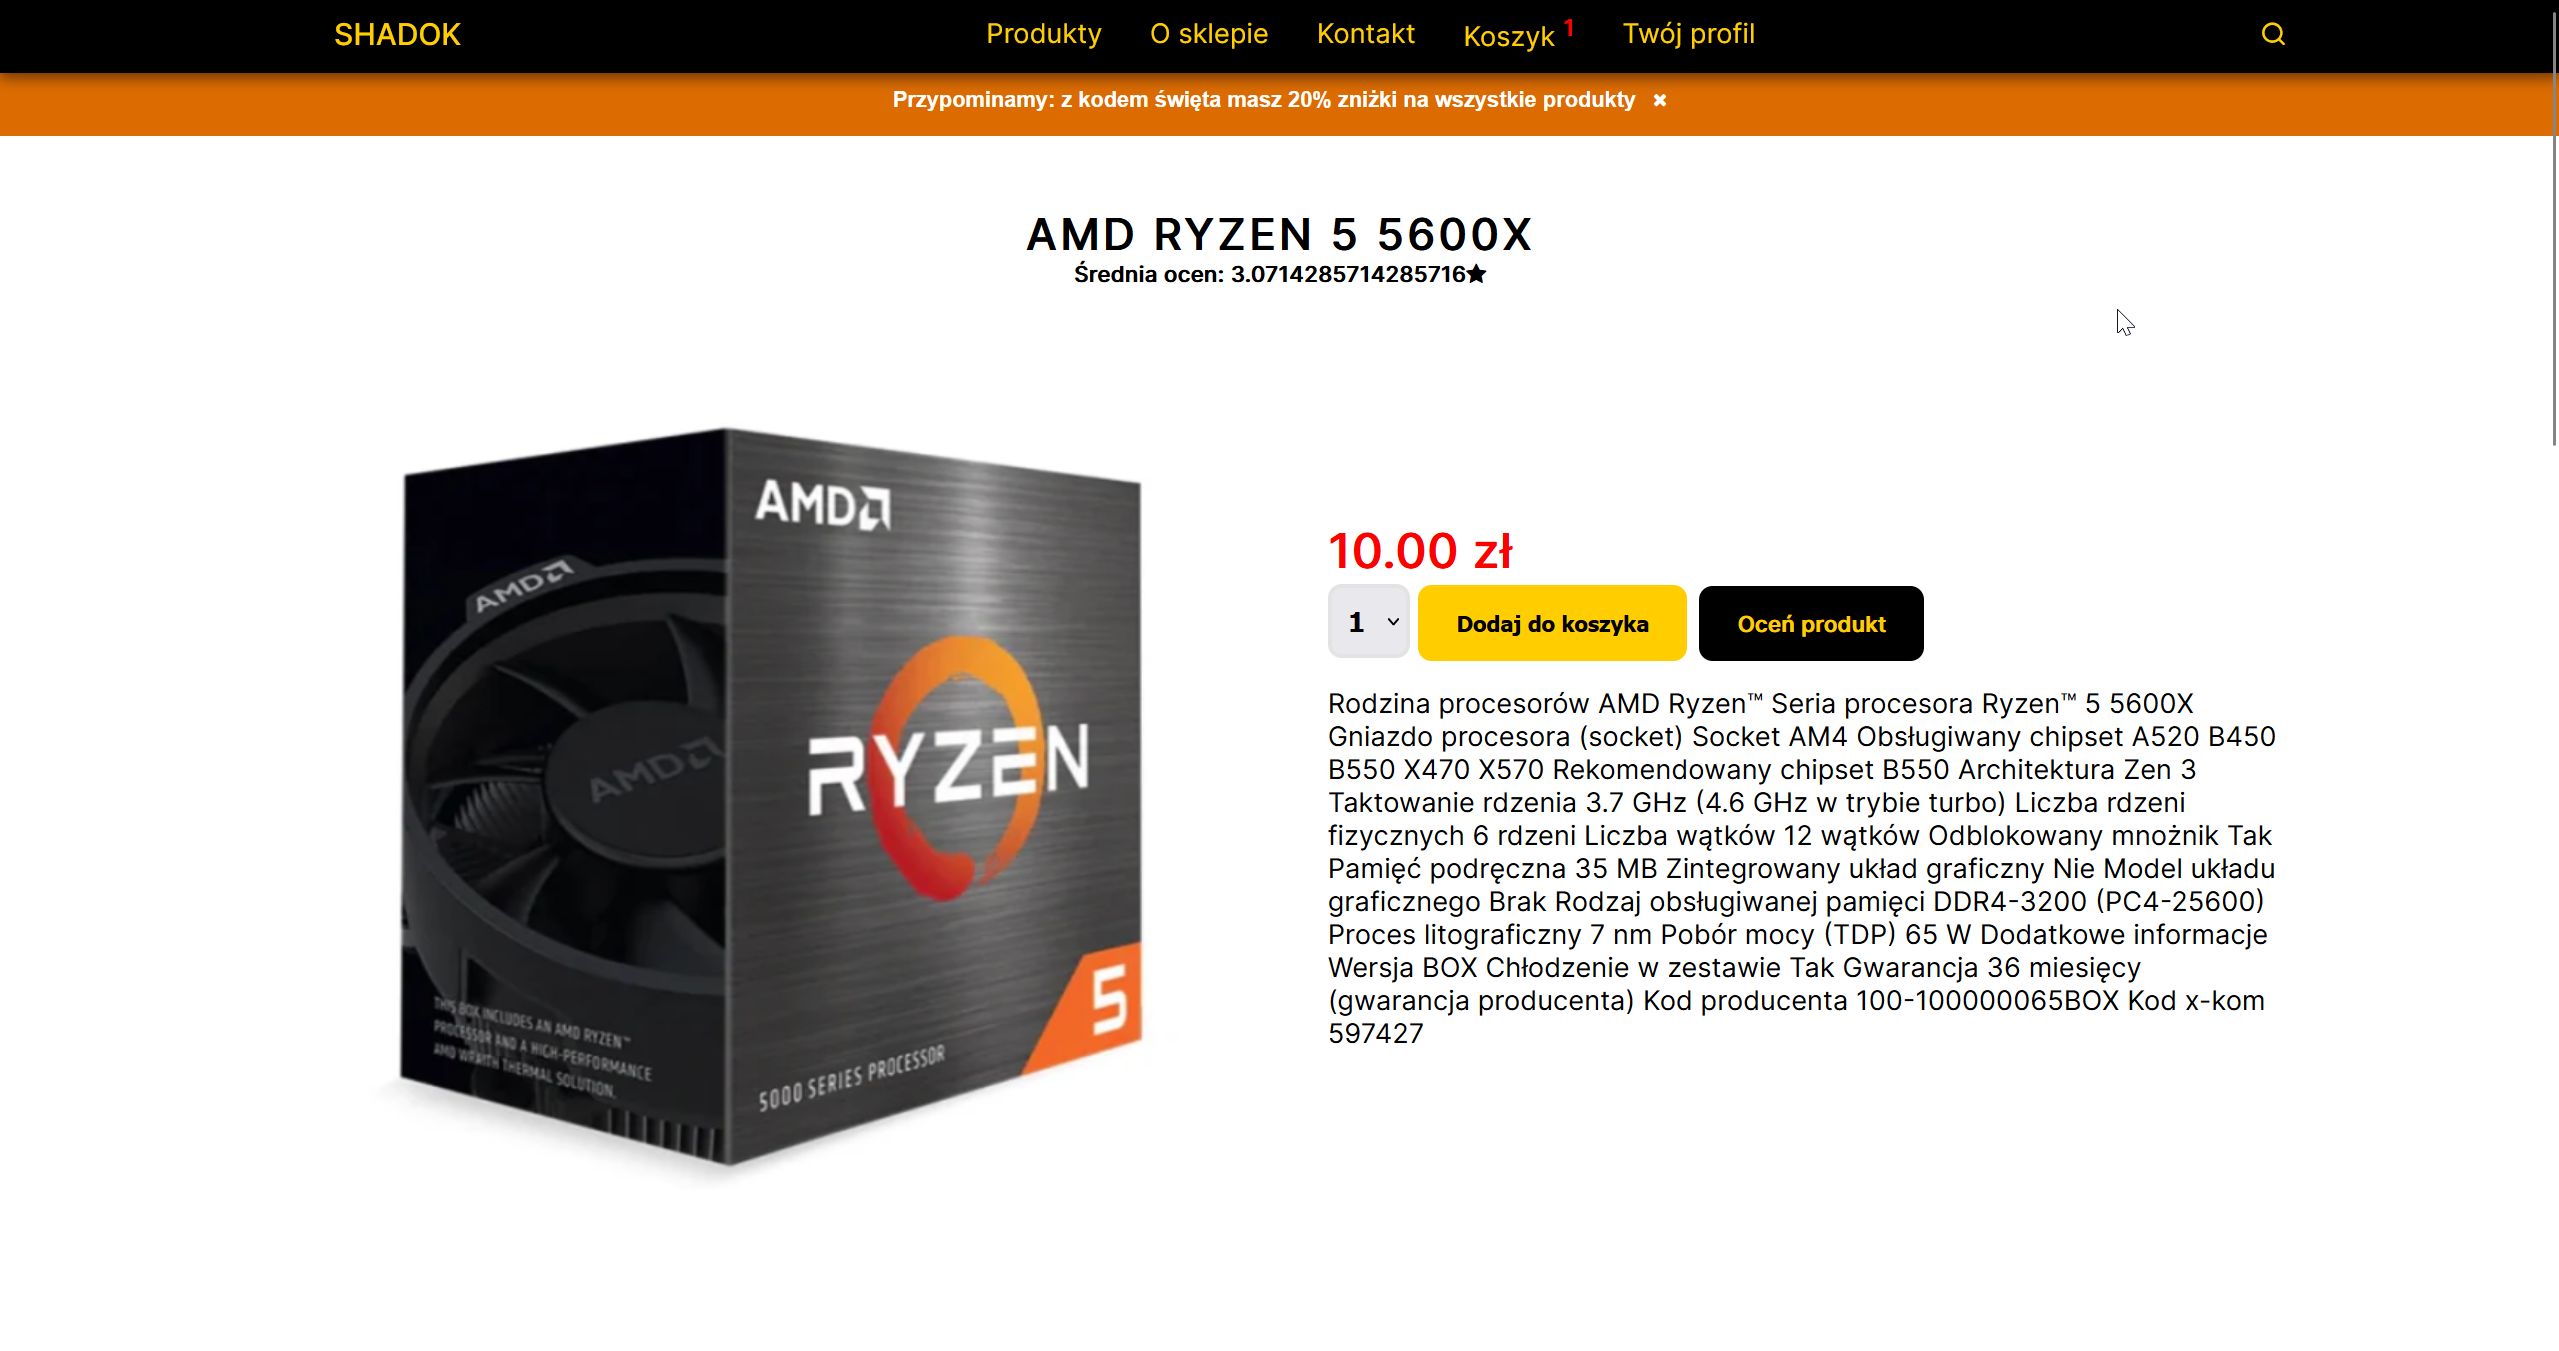 SHADOK
Produkty
O sklepie
Kontakt
Koszyk 1
Twój profil
Przypominamy: z kodem święta masz 20% zniżki na wszystkie produkty ✖
AMD RYZEN 5 5600X
Średnia ocen: 3.0714285714285716★
AMD
AMD
AMD
RYZEN
5
THIS BOX INCLUDES AN AMD RYZEN™
PROCESSOR AND A HIGH-PERFORMANCE
AMD WRAITH THERMAL SOLUTION.
5000 SERIES PROCESSOR
10.00 zł
1
Dodaj do koszyka
Oceń produkt
Rodzina procesorów AMD Ryzen™ Seria procesora Ryzen™ 5 5600X
Gniazdo procesora (socket) Socket AM4 Obsługiwany chipset A520 B450
B550 X470 X570 Rekomendowany chipset B550 Architektura Zen 3
Taktowanie rdzenia 3.7 GHz (4.6 GHz w trybie turbo) Liczba rdzeni
fizycznych 6 rdzeni Liczba wątków 12 wątków Odblokowany mnożnik Tak
Pamięć podręczna 35 MB Zintegrowany układ graficzny Nie Model układu
graficznego Brak Rodzaj obsługiwanej pamięci DDR4-3200 (PC4-25600)
Proces litograficzny 7 nm Pobór mocy (TDP) 65 W Dodatkowe informacje
Wersja BOX Chłodzenie w zestawie Tak Gwarancja 36 miesięcy
(gwarancja producenta) Kod producenta 100-100000065BOX Kod x-kom
597427